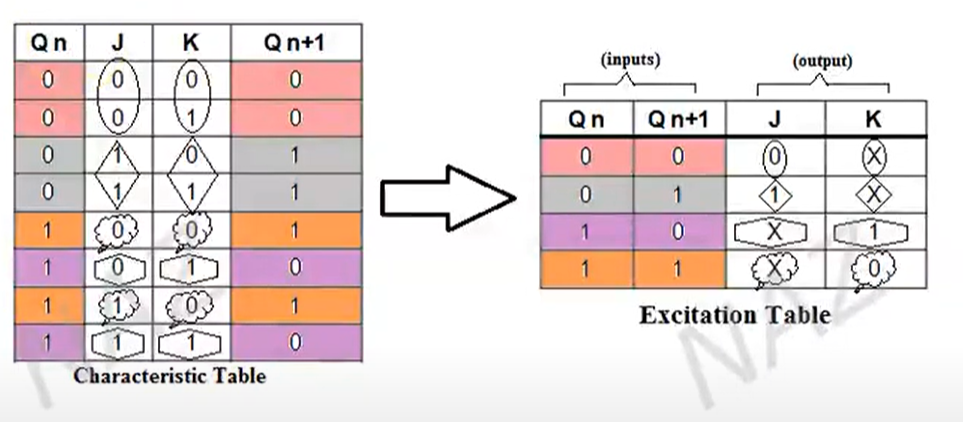 Q n J K Q n+1
0 0 0 0
0 0 1 0
0 1 0 1
0 1 1 1
1 0 0 1
1 0 1 0
1 1 0 1
1 1 1 0
Characteristic Table
(inputs) (output)
Q n Q n+1 J K
0 0 0 X
0 1 1 X
1 0 X 1
1 1 X 0
Excitation Table
NAZ